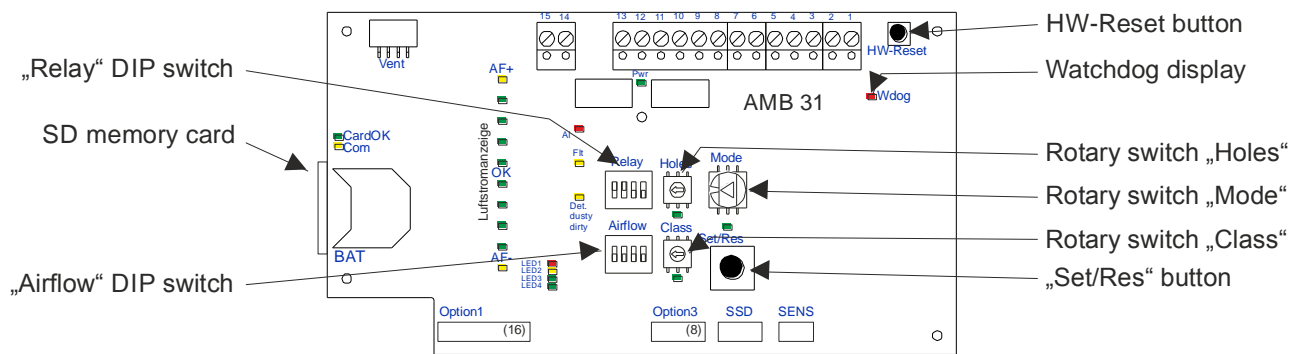 15 14
13 12 11 10 9 8 7 6 5 4 3 2 1
HW-Reset button
Vent
HW-Reset
„Relay“ DIP switch
AF+
Pwr
Watchdog display
Wdog
AMB 31
SD memory card
CardOK
Com
Luftstromanzeige
Al
Flt
Relay
Holes
Mode
Rotary switch „Holes“
OK
Rotary switch „Mode“
Det.
dusty
dirty
Airflow
Class
Set/Res
Rotary switch „Class“
BAT
AF-
„Airflow“ DIP switch
LED1
LED2
LED3
LED4
„Set/Res“ button
Option1
(16)
Option3
(8)
SSD
SENS